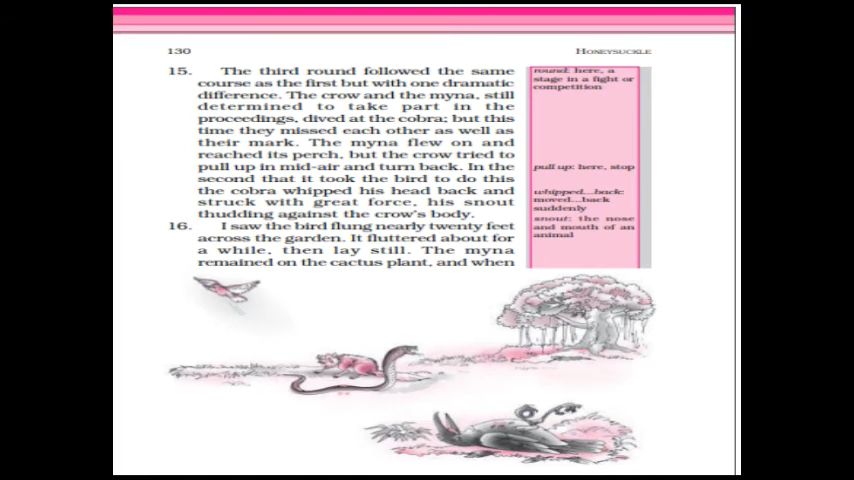 130
HONEYSUCKLE
15. The third round followed the same
course as the first but with one dramatic
difference. The crow and the myna, still
determined to take part in the
proceedings, dived at the cobra; but this
time they missed each other as well as
their mark. The myna flew on and
reached its perch, but the crow tried to
pull up in mid-air and turn back. In the
second that it took the bird to do this
the cobra whipped his head back and
struck with great force, his snout
thudding against the crow's body.
16. I saw the bird flung nearly twenty feet
across the garden. It fluttered about for
a while, then lay still. The myna
remained on the cactus plant, and when
round: here, a
stage in a fight or
competition
pull up: here, stop
whipped...back:
moved...back
suddenly
snout: the nose
and mouth of an
animal